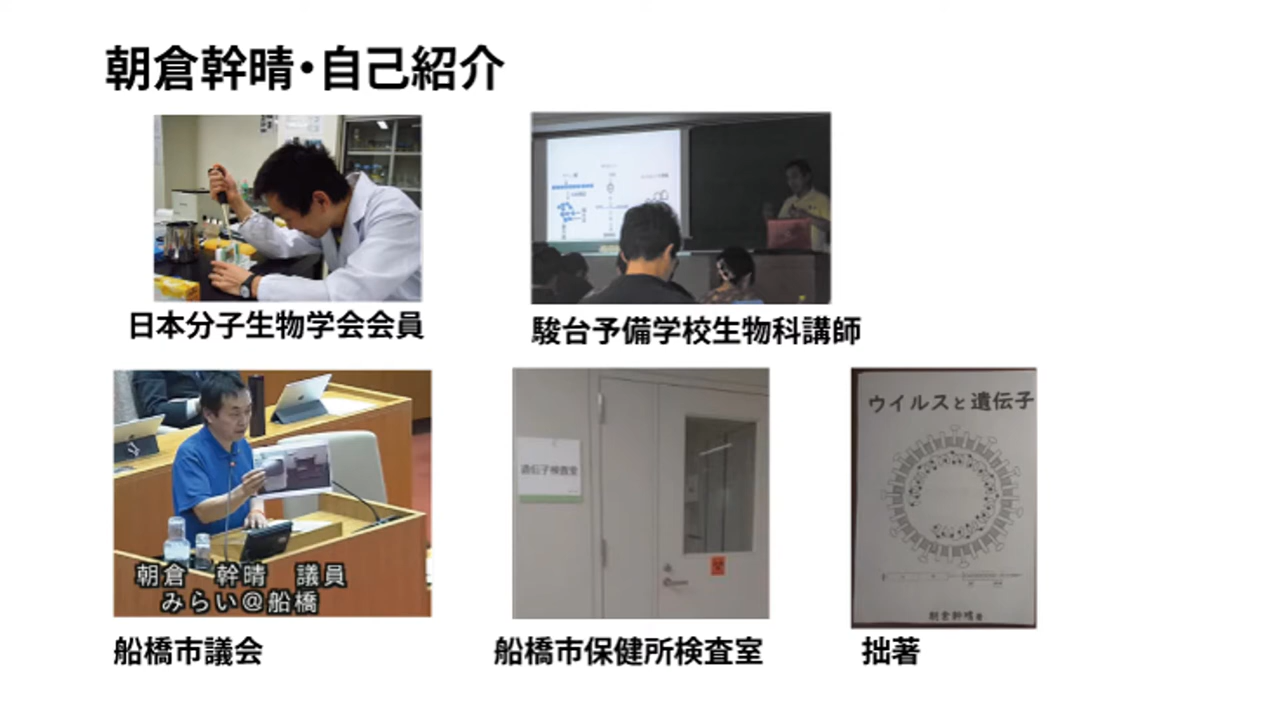 朝倉幹晴・自己紹介
日本分子生物学会会員
駿台予備学校生物科講師
朝倉 幹晴 議員
みらい@船橋
遺伝子検査室
ウイルスと遺伝子
朝倉幹晴著
船橋市議会
船橋市保健所検査室
拙著